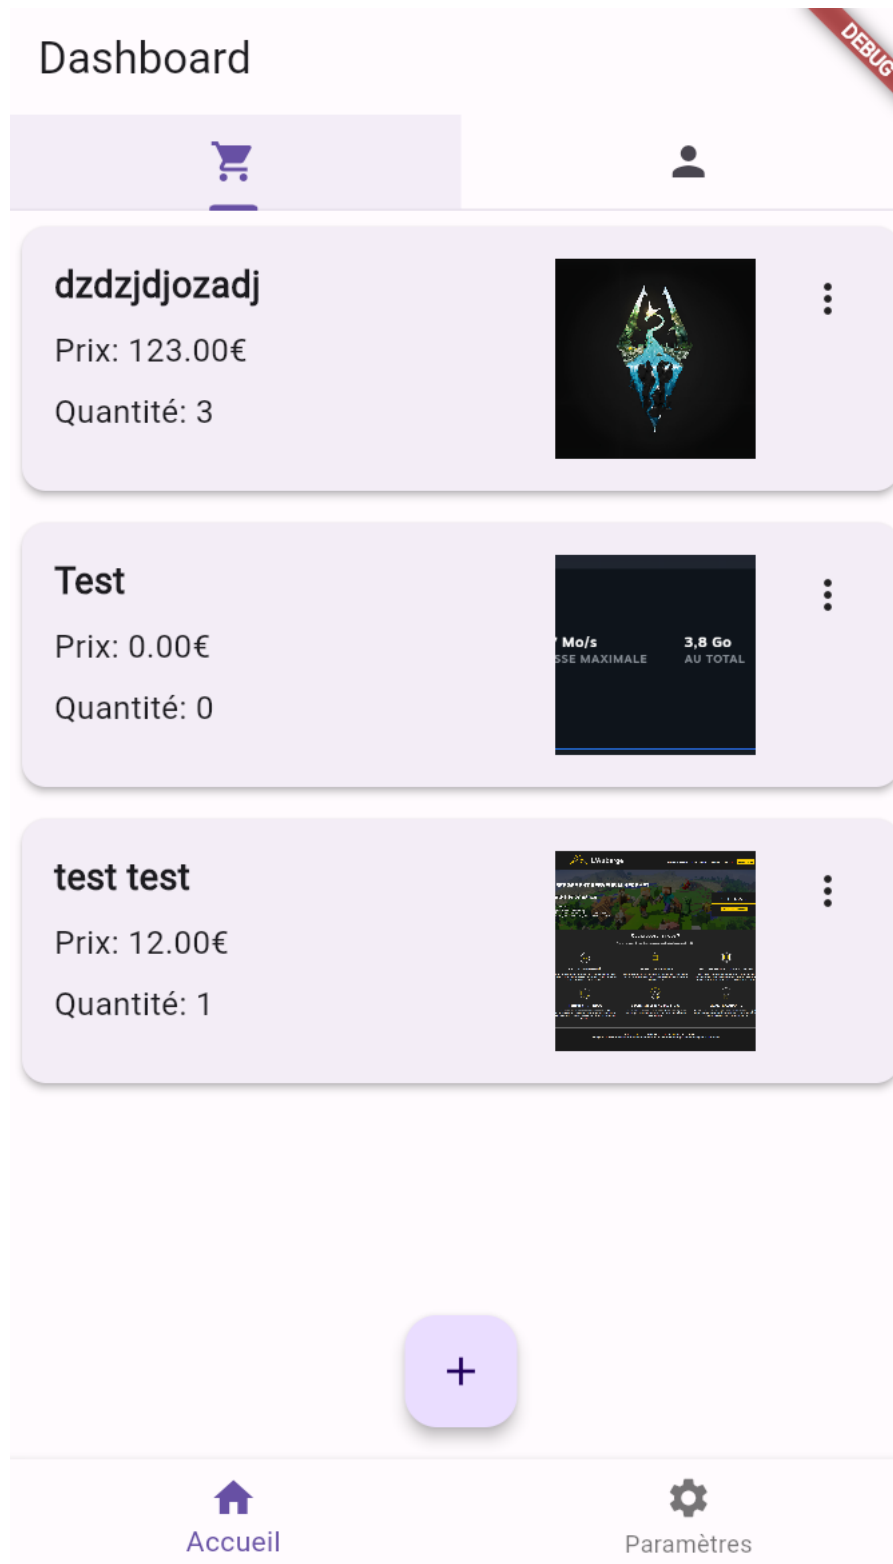 Dashboard
DEBUG
dzdzjdjozadj
Prix: 123.00€
Quantité: 3
Test
Prix: 0.00€
Quantité: 0
Mo/s
3,8 Go
SSE MAXIMALE
AU TOTAL
test test
Prix: 12.00€
Quantité: 1
L'Auberge
Accueil
Paramètres